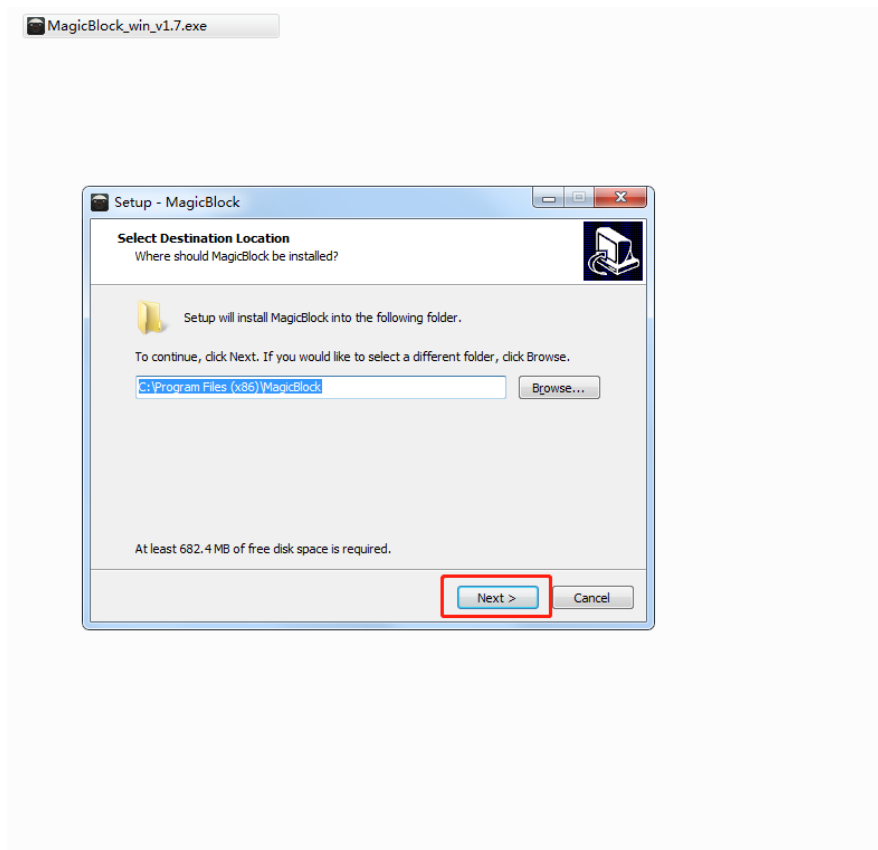 MagicBlock_win_v1.7.exe
Setup - MagicBlock
Select Destination Location
Where should MagicBlock be installed?
Setup will install MagicBlock into the following folder.
To continue, click Next. If you would like to select a different folder, click Browse.
C:\Program Files (x86)\MagicBlock
Browse...
At least 682.4 MB of free disk space is required.
Next >
Cancel